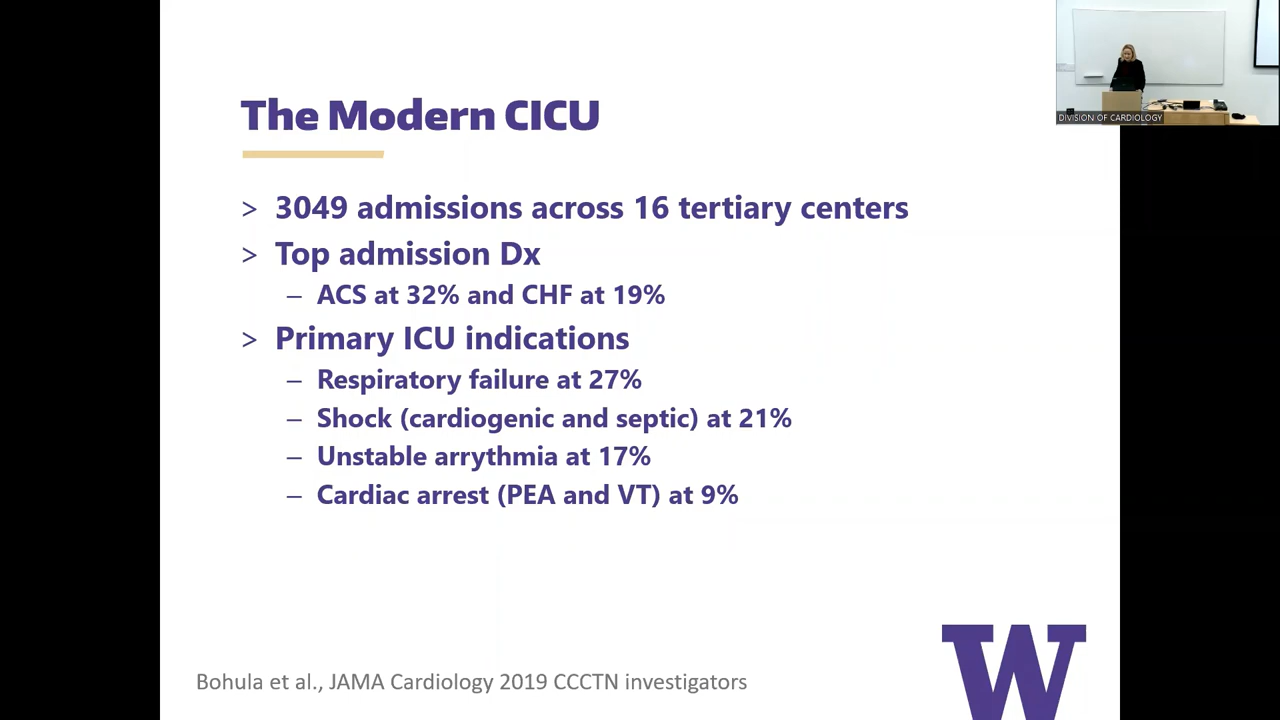 The Modern CICU
> 3049 admissions across 16 tertiary centers
> Top admission Dx
– ACS at 32% and CHF at 19%
> Primary ICU indications
– Respiratory failure at 27%
– Shock (cardiogenic and septic) at 21%
– Unstable arrythmia at 17%
– Cardiac arrest (PEA and VT) at 9%
Bohula et al., JAMA Cardiology 2019 CCCTN investigators
W
DIVISION OF CARDIOLOGY